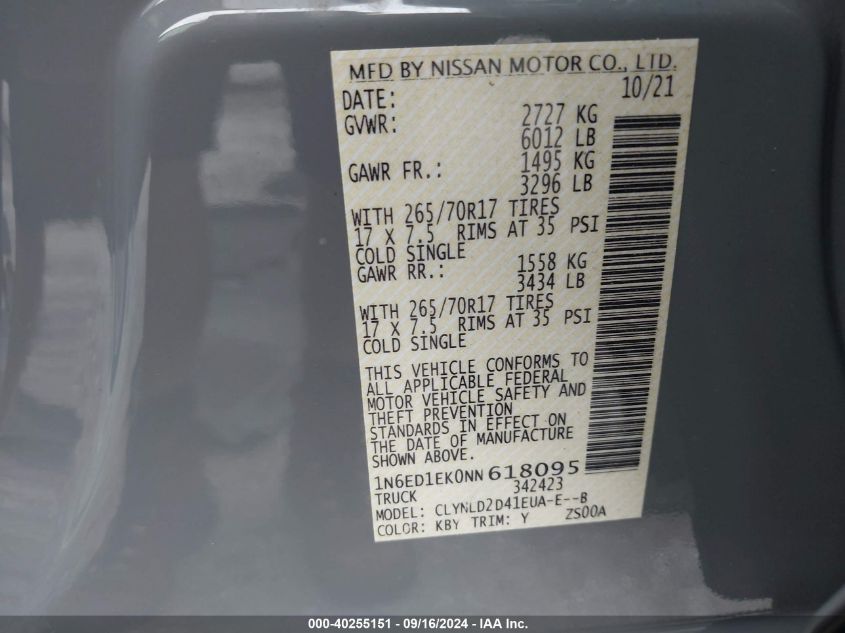 MFD BY NISSAN MOTOR CO., LTD.
DATE: 10/21
GVWR: 2727 KG
6012 LB
GAWR FR.: 1495 KG
3296 LB
WITH 265/70R17 TIRES
17 X 7.5 RIMS AT 35 PSI
COLD SINGLE
GAWR RR.: 1558 KG
3434 LB
WITH 265/70R17 TIRES
17 X 7.5 RIMS AT 35 PSI
COLD SINGLE
THIS VEHICLE CONFORMS TO
ALL APPLICABLE FEDERAL
MOTOR VEHICLE SAFETY AND
THEFT PREVENTION
STANDARDS IN EFFECT ON
THE DATE OF MANUFACTURE
SHOWN ABOVE.
1N6ED1EK0NN618095
TRUCK 342423
MODEL: CLYNLD2D41EUA-E--B
COLOR: KBY TRIM: Y ZS00A
000-40255151 - 09/16/2024 - IAA Inc.